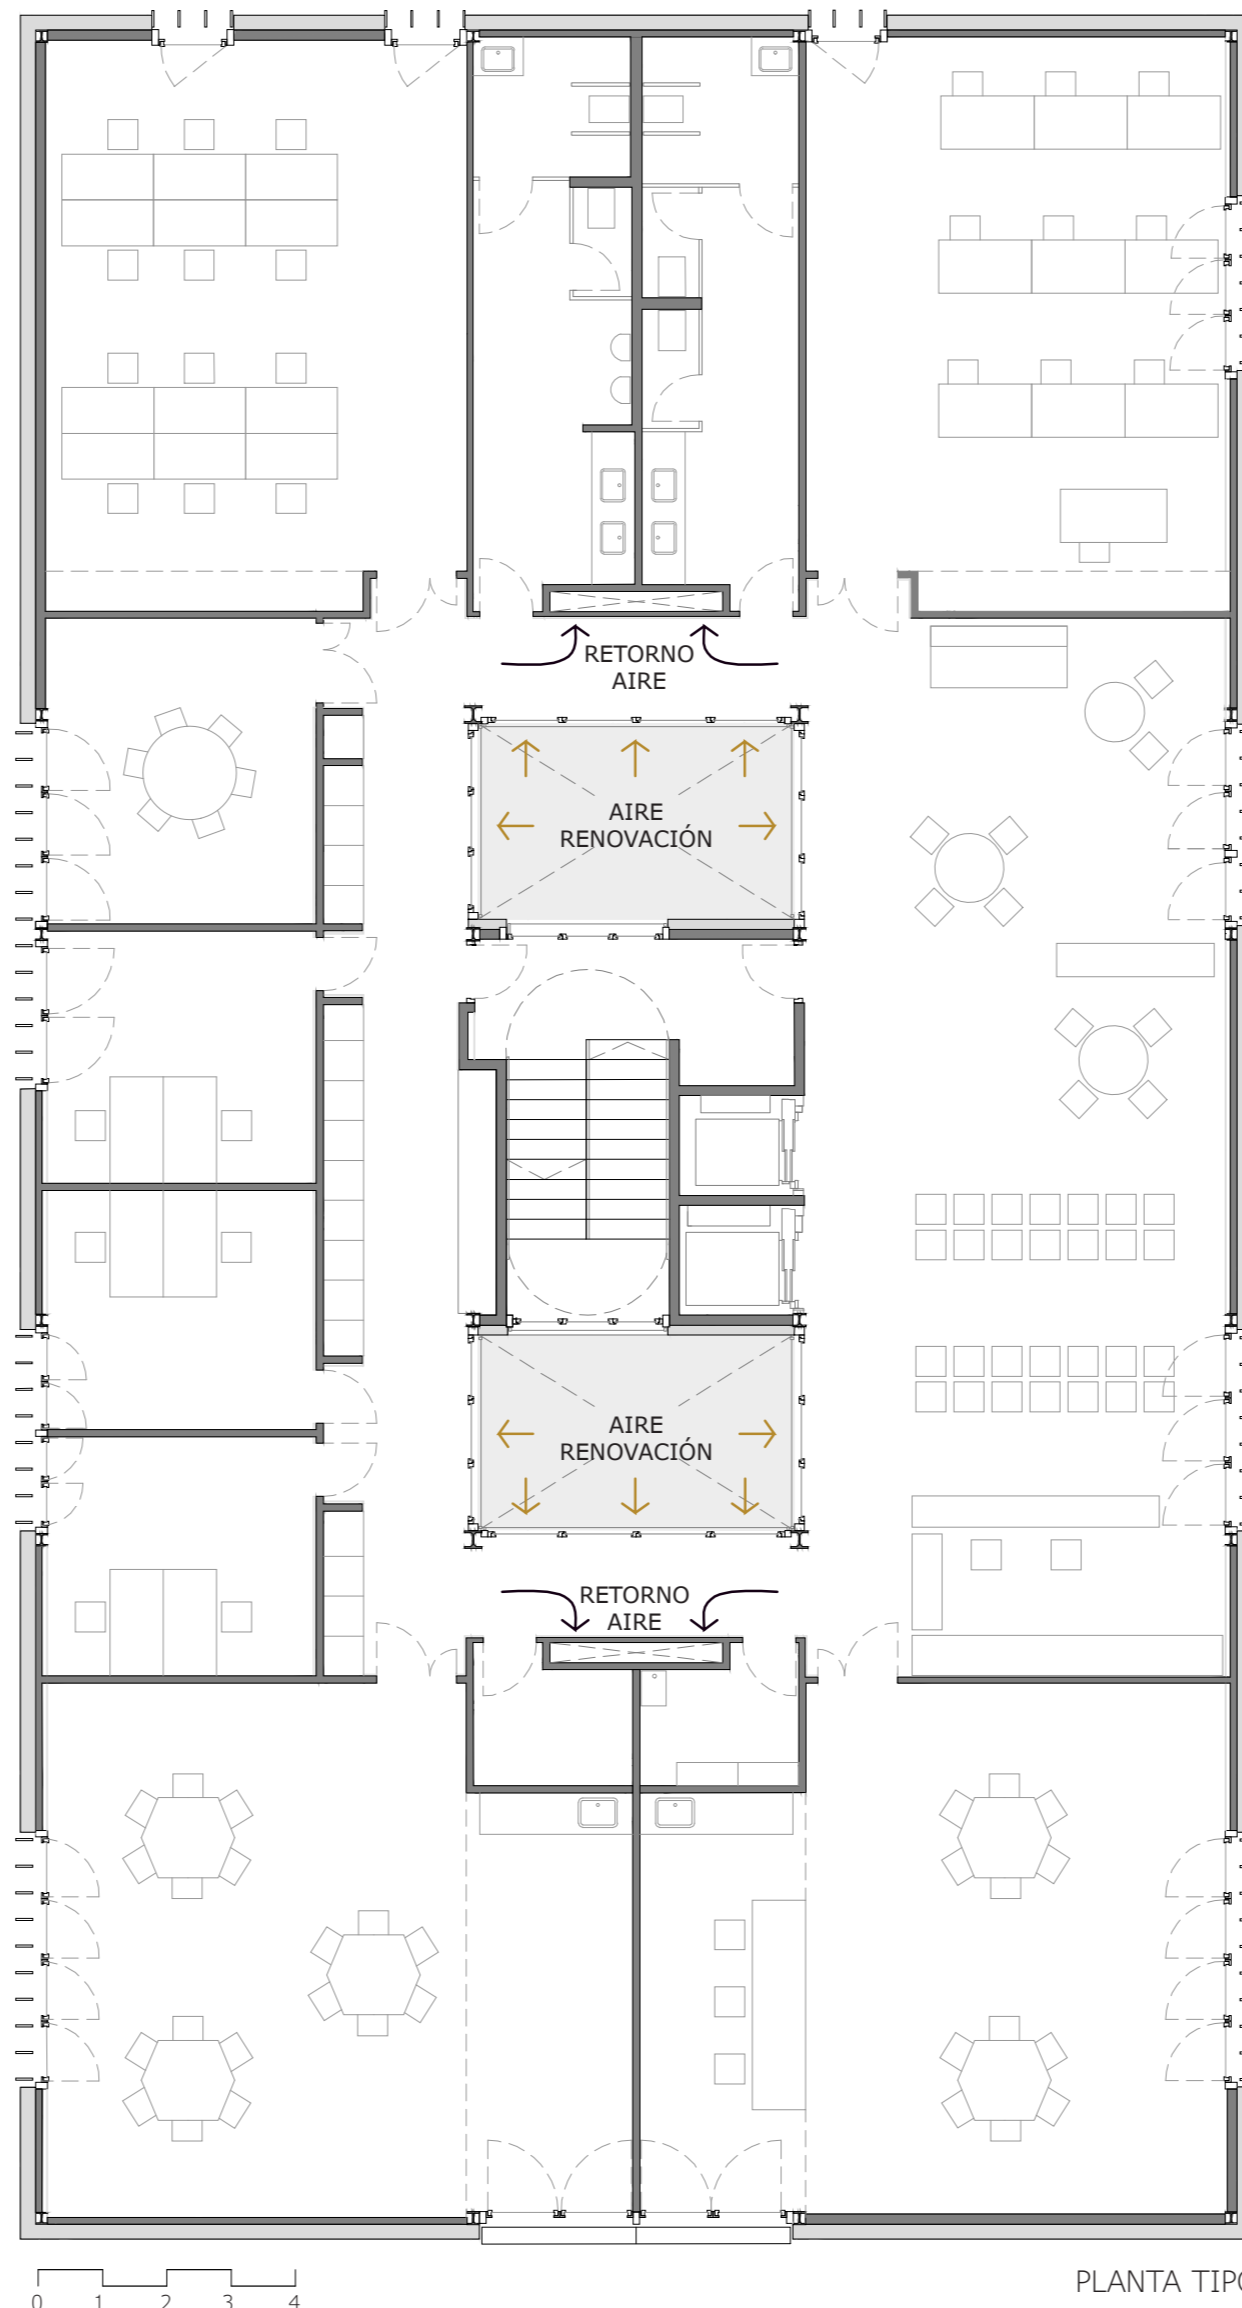 RETORNO
AIRE
AIRE
RENOVACIÓN
AIRE
RENOVACIÓN
RETORNO
AIRE
0 1 2 3 4
PLANTA TIPO